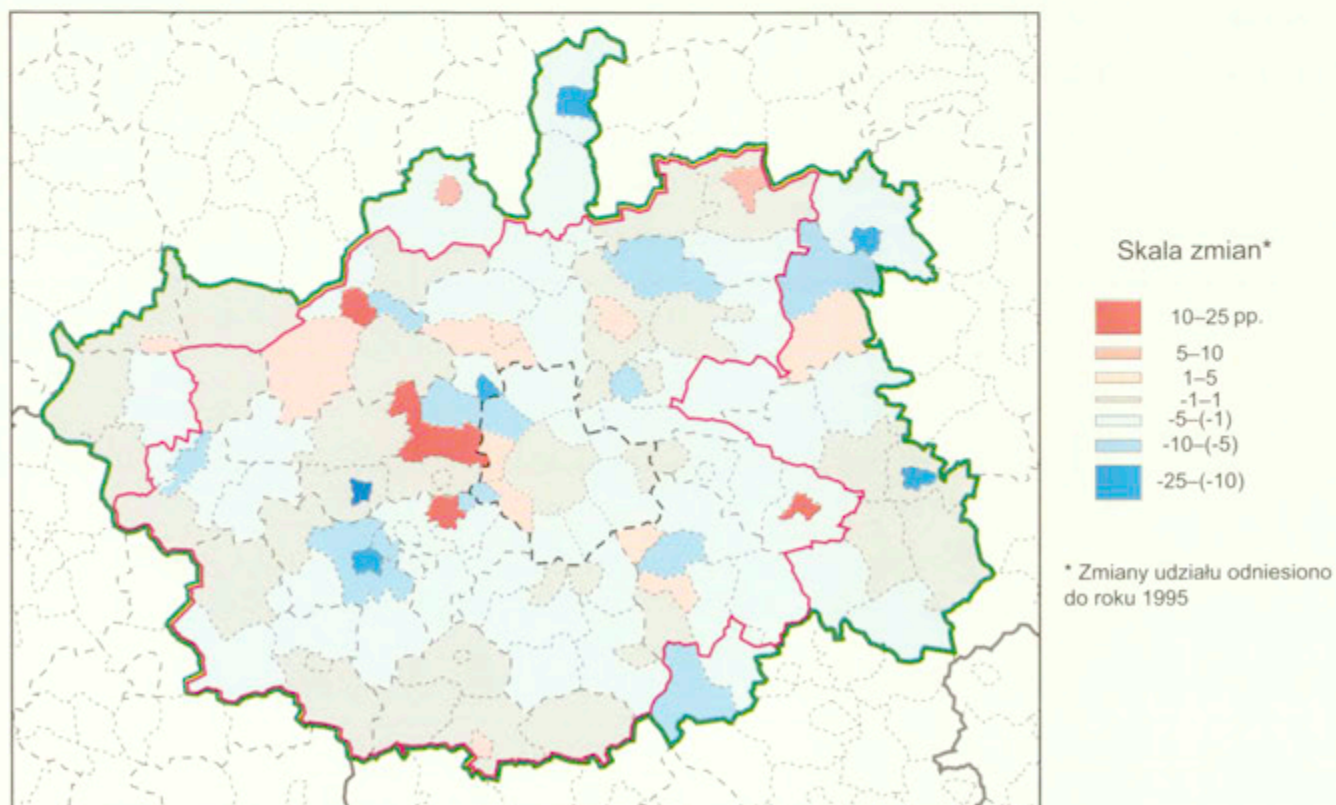 Skala zmian*
10–25 pp.
5–10
1–5
-1–1
-5–(-1)
-10–(-5)
-25–(-10)
* Zmiany udziału odniesiono
do roku 1995